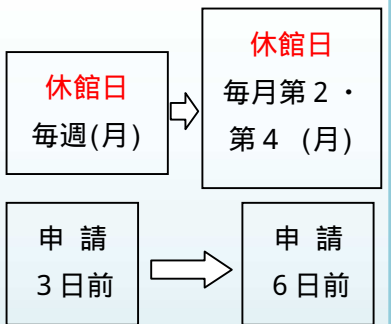 休館日
毎週(月)
休館日
毎月第２・
第４ (月)
申 請
３日前
申 請
６日前